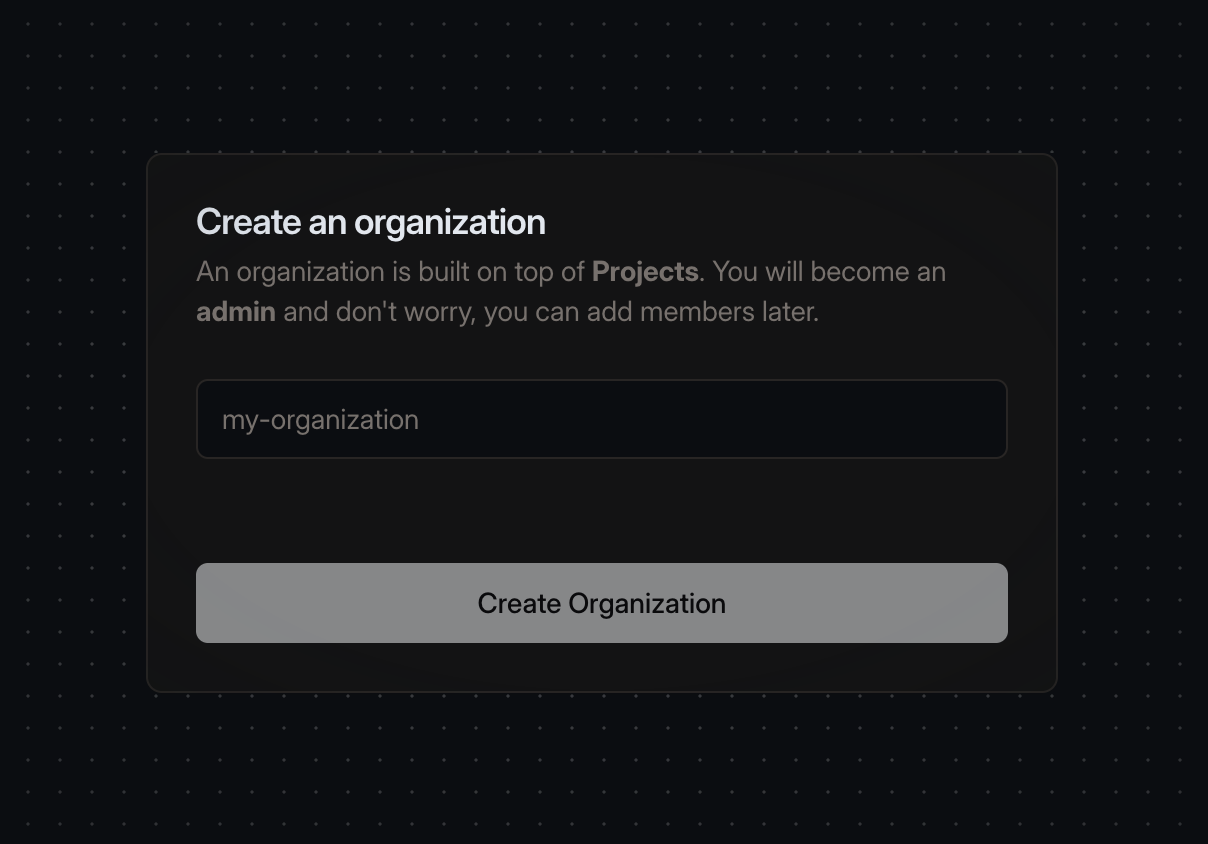 Create an organization
An organization is built on top of Projects. You will become an
admin and don't worry, you can add members later.
my-organization
Create Organization